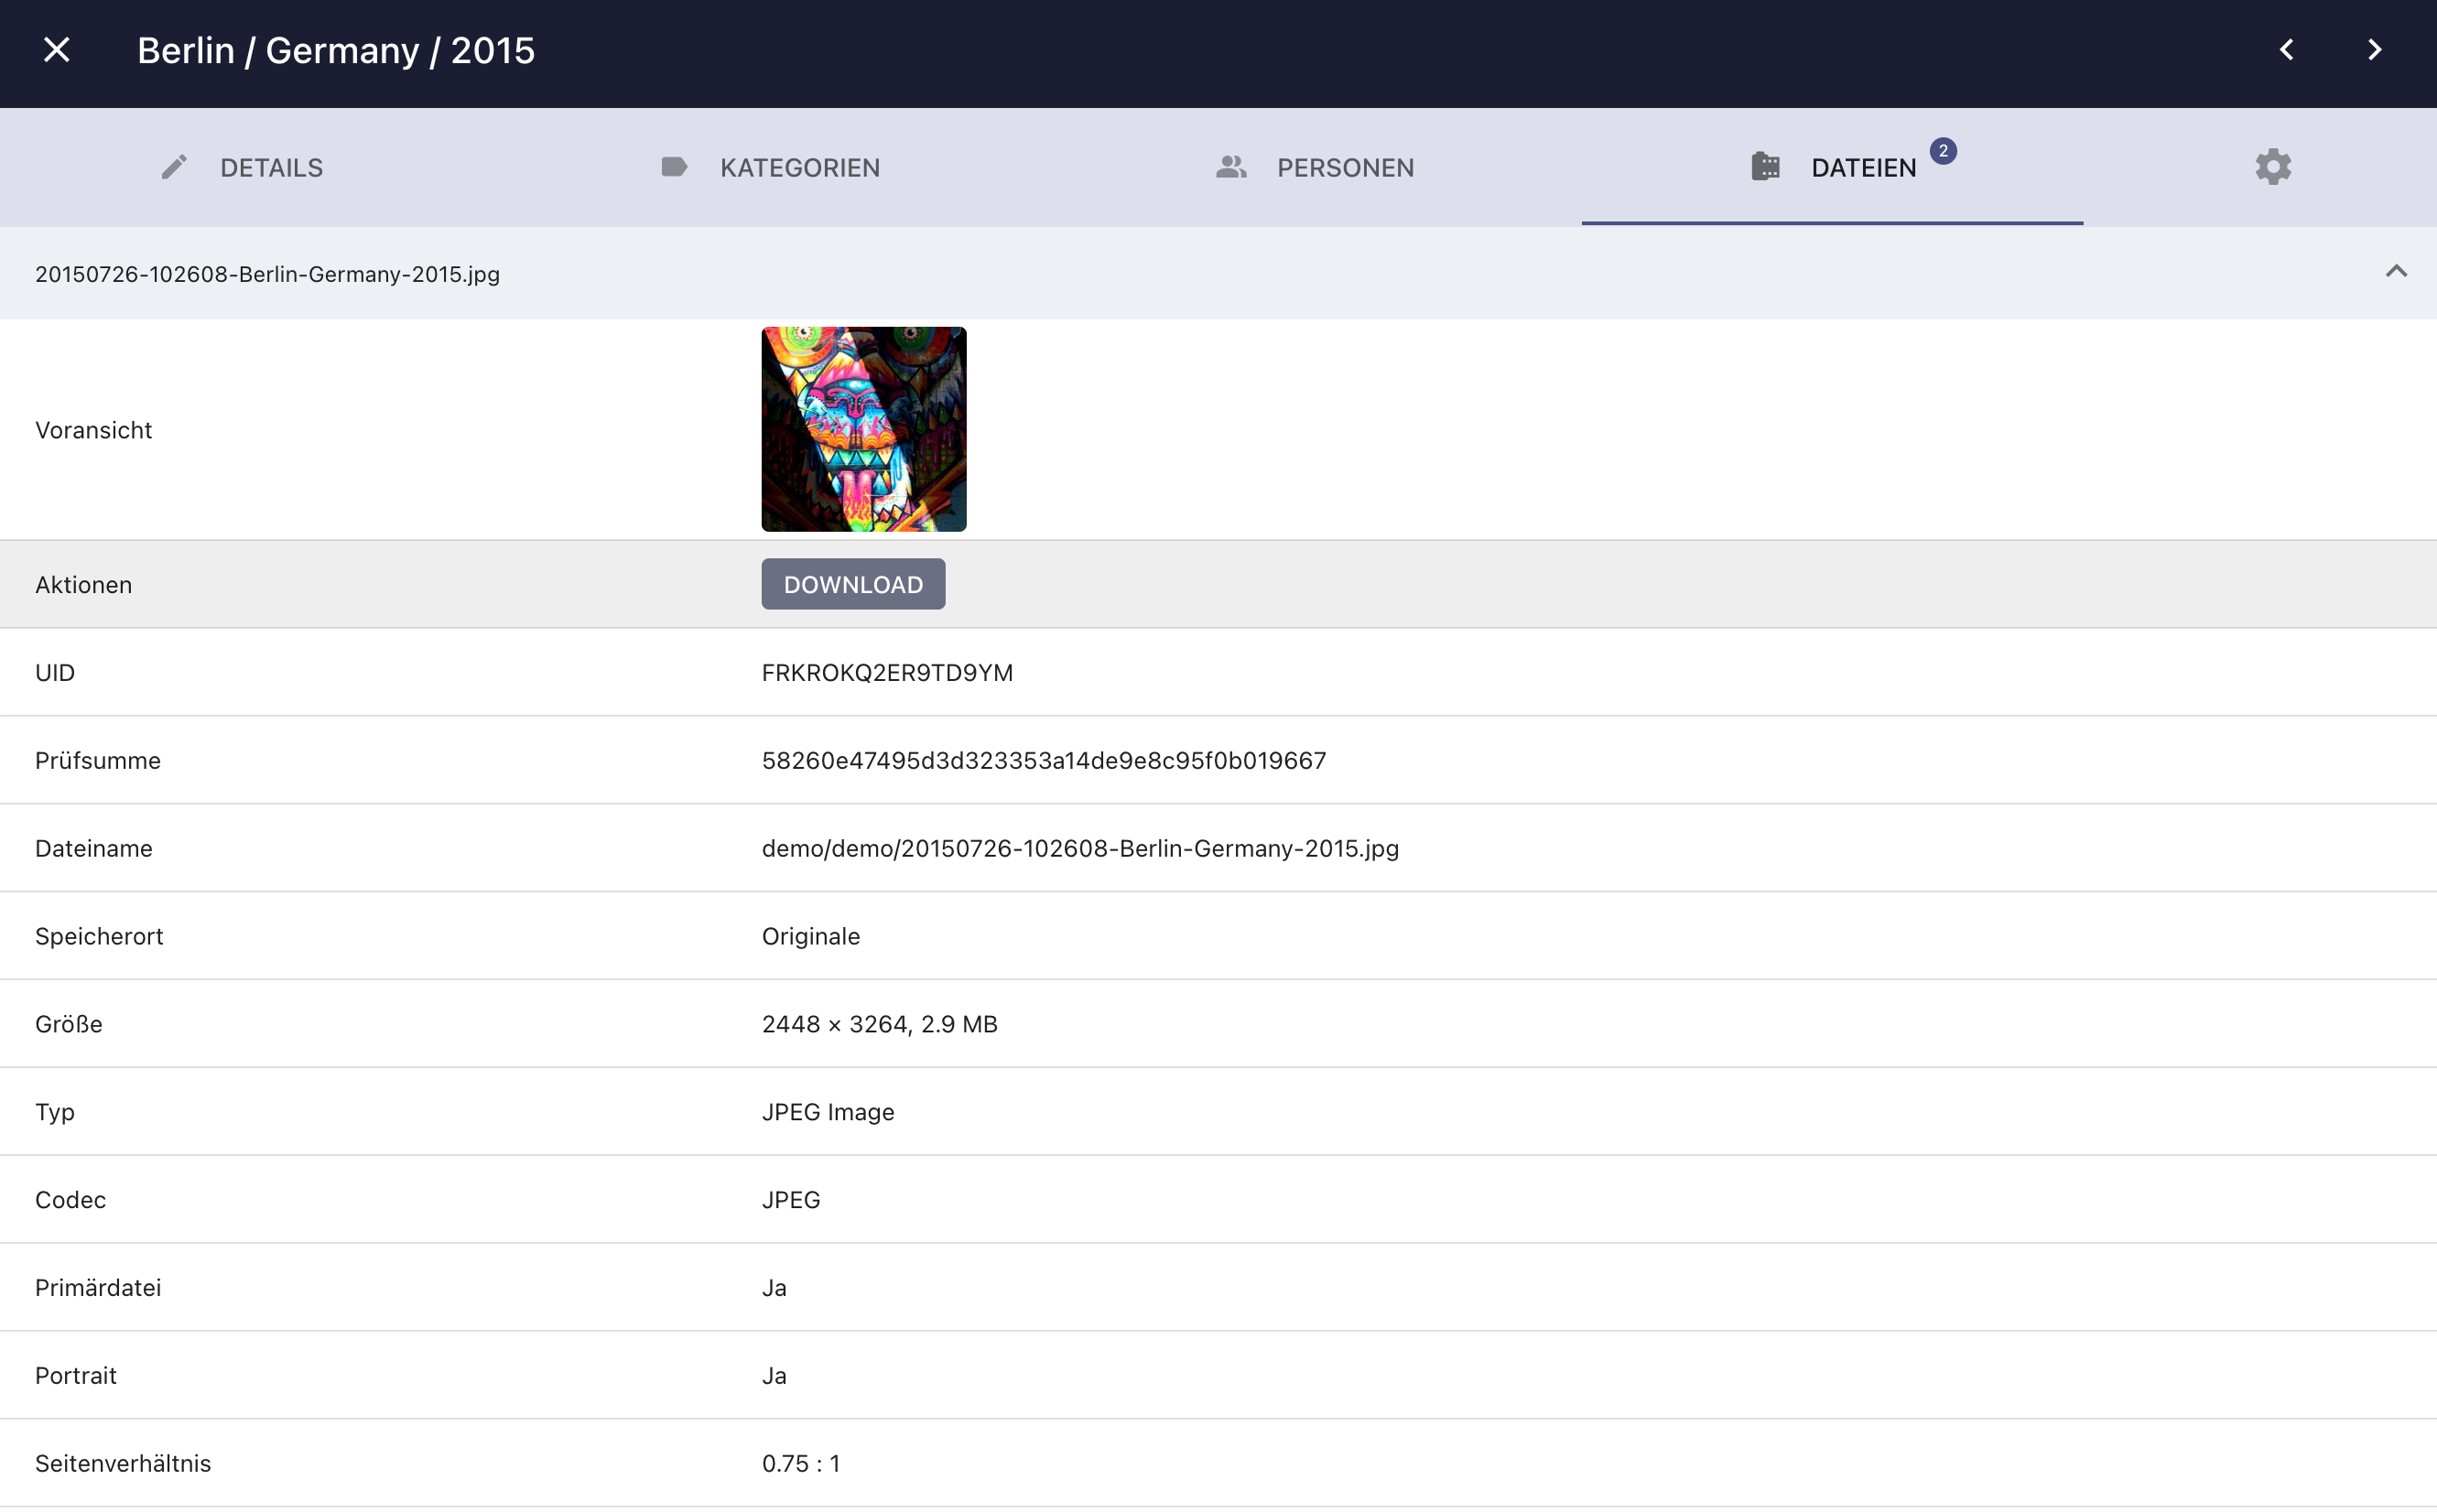 Berlin / Germany / 2015
DETAILS KATEGORIEN PERSONEN DATEIEN 2
20150726-102608-Berlin-Germany-2015.jpg
Voransicht
Aktionen DOWNLOAD
UID FRKROKQ2ER9TD9YM
Prüfsumme 58260e47495d3d323353a14de9e8c95f0b019667
Dateiname demo/demo/20150726-102608-Berlin-Germany-2015.jpg
Speicherort Originale
Größe 2448 × 3264, 2.9 MB
Typ JPEG Image
Codec JPEG
Primärdatei Ja
Portrait Ja
Seitenverhältnis 0.75 : 1